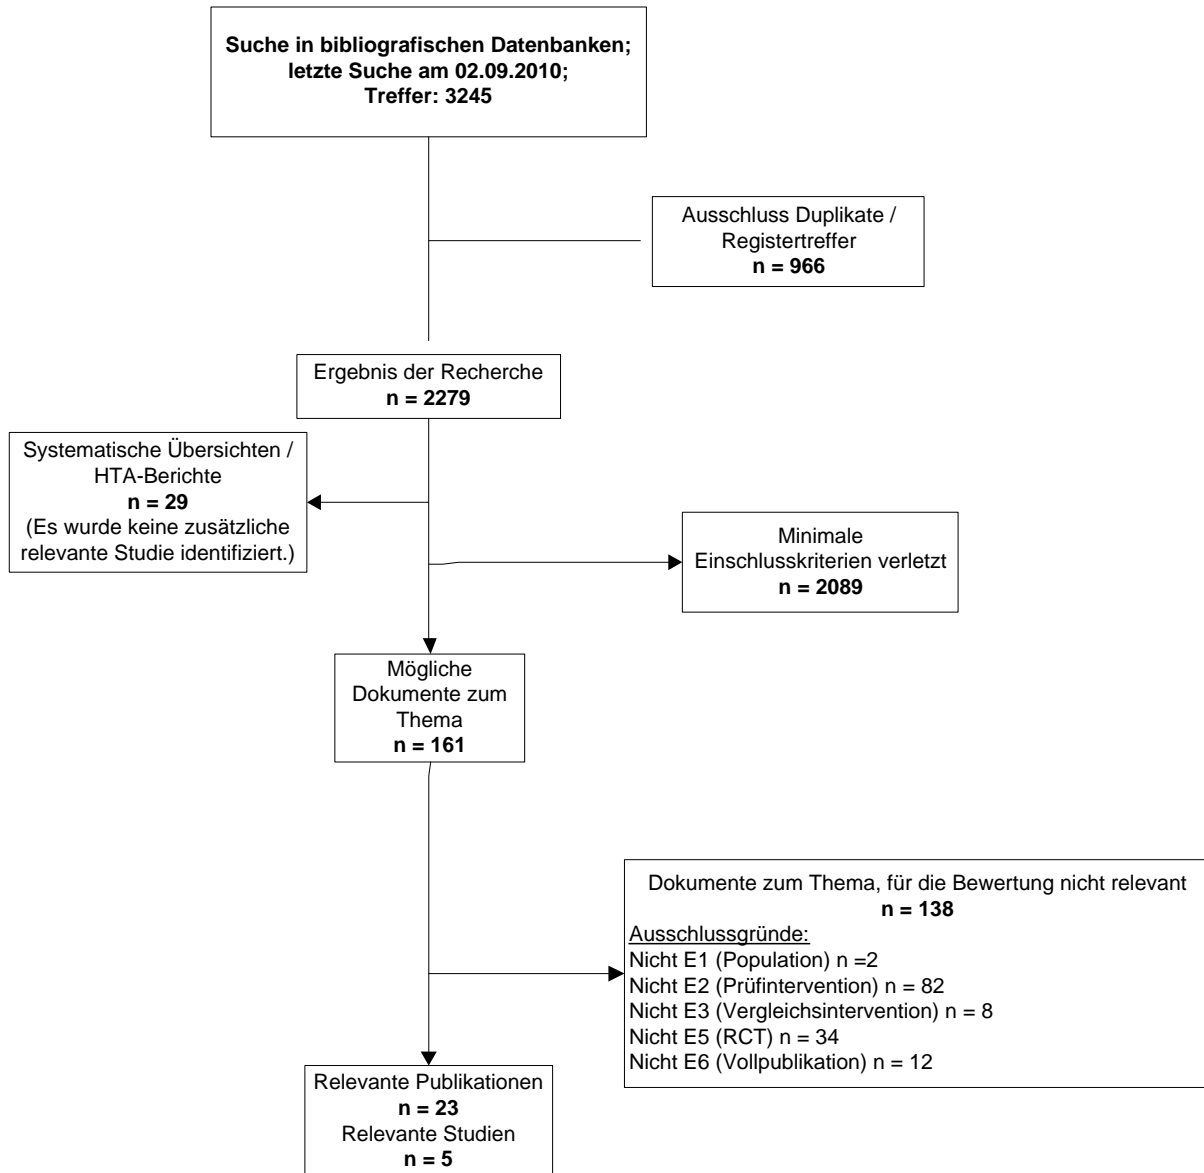 Suche in bibliografischen Datenbanken;
letzte Suche am 02.09.2010;
Treffer: 3245
Ausschluss Duplikate /
Registertreffer
n = 966
Ergebnis der Recherche
n = 2279
Systematische Übersichten /
HTA-Berichte
n = 29
(Es wurde keine zusätzliche
relevante Studie identifiziert.)
Minimale
Einschlusskriterien verletzt
n = 2089
Mögliche
Dokumente zum
Thema
n = 161
Dokumente zum Thema, für die Bewertung nicht relevant
n = 138
Ausschlussgründe:
Nicht E1 (Population) n =2
Nicht E2 (Prüfintervention) n = 82
Nicht E3 (Vergleichsintervention) n = 8
Nicht E5 (RCT) n = 34
Nicht E6 (Vollpublikation) n = 12
Relevante Publikationen
n = 23
Relevante Studien
n = 5